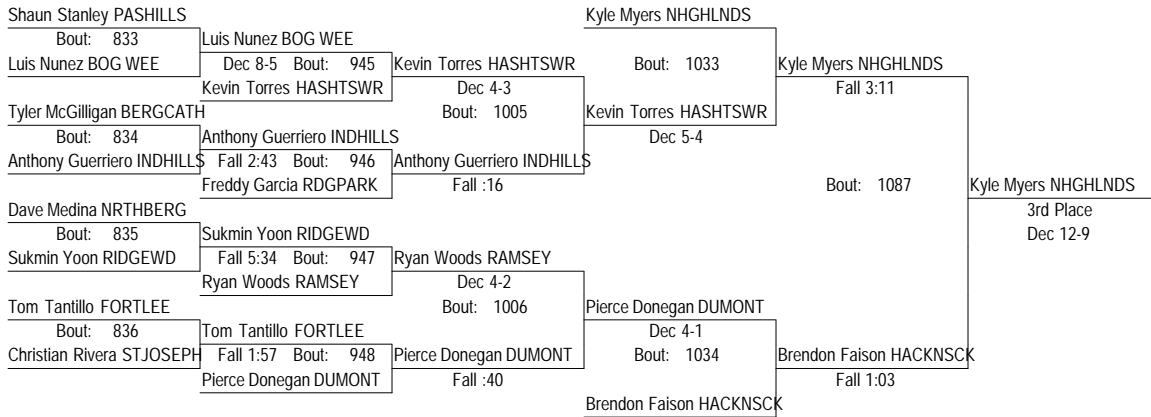 Shaun Stanley PASHILLS
Kyle Myers NHGHLNDS
Bout: 833
Luis Nunez BOG WEE
Luis Nunez BOG WEE
Dec 8-5 Bout: 945
Kevin Torres HASHTSWR
Bout: 1033
Kyle Myers NHGHLNDS
Kevin Torres HASHTSWR
Dec 4-3
Fall 3:11
Tyler McGilligan BERGCATH
Bout: 1005
Kevin Torres HASHTSWR
Bout: 834
Anthony Guerriero INDHILLS
Dec 5-4
Anthony Guerriero INDHILLS
Fall 2:43 Bout: 946
Anthony Guerriero INDHILLS
Freddy Garcia RDGPARK
Fall :16
Bout: 1087
Kyle Myers NHGHLNDS
Dave Medina NRTHBERG
3rd Place
Bout: 835
Sukmin Yoon RIDGEWD
Dec 12-9
Sukmin Yoon RIDGEWD
Fall 5:34 Bout: 947
Ryan Woods RAMSEY
Ryan Woods RAMSEY
Dec 4-2
Tom Tantillo FORTLEE
Bout: 1006
Pierce Donegan DUMONT
Bout: 836
Tom Tantillo FORTLEE
Dec 4-1
Christian Rivera STJOSEPH
Fall 1:57 Bout: 948
Pierce Donegan DUMONT
Bout: 1034
Brendon Faison HACKNSCK
Pierce Donegan DUMONT
Fall :40
Fall 1:03
Brendon Faison HACKNSCK